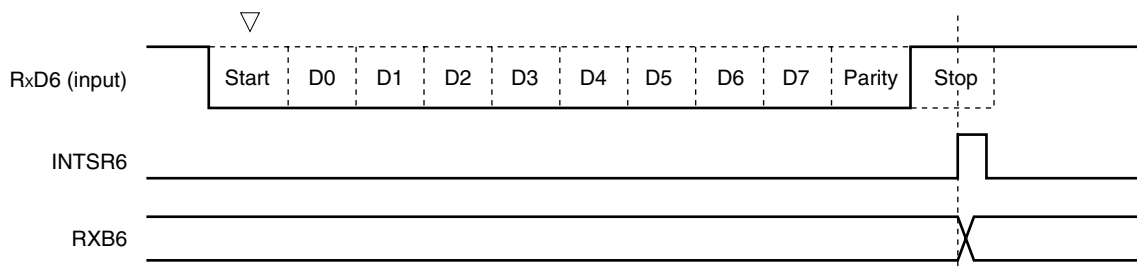 RxD6 (input) Start D0 D1 D2 D3 D4 D5 D6 D7 Parity Stop
INTSR6
RXB6